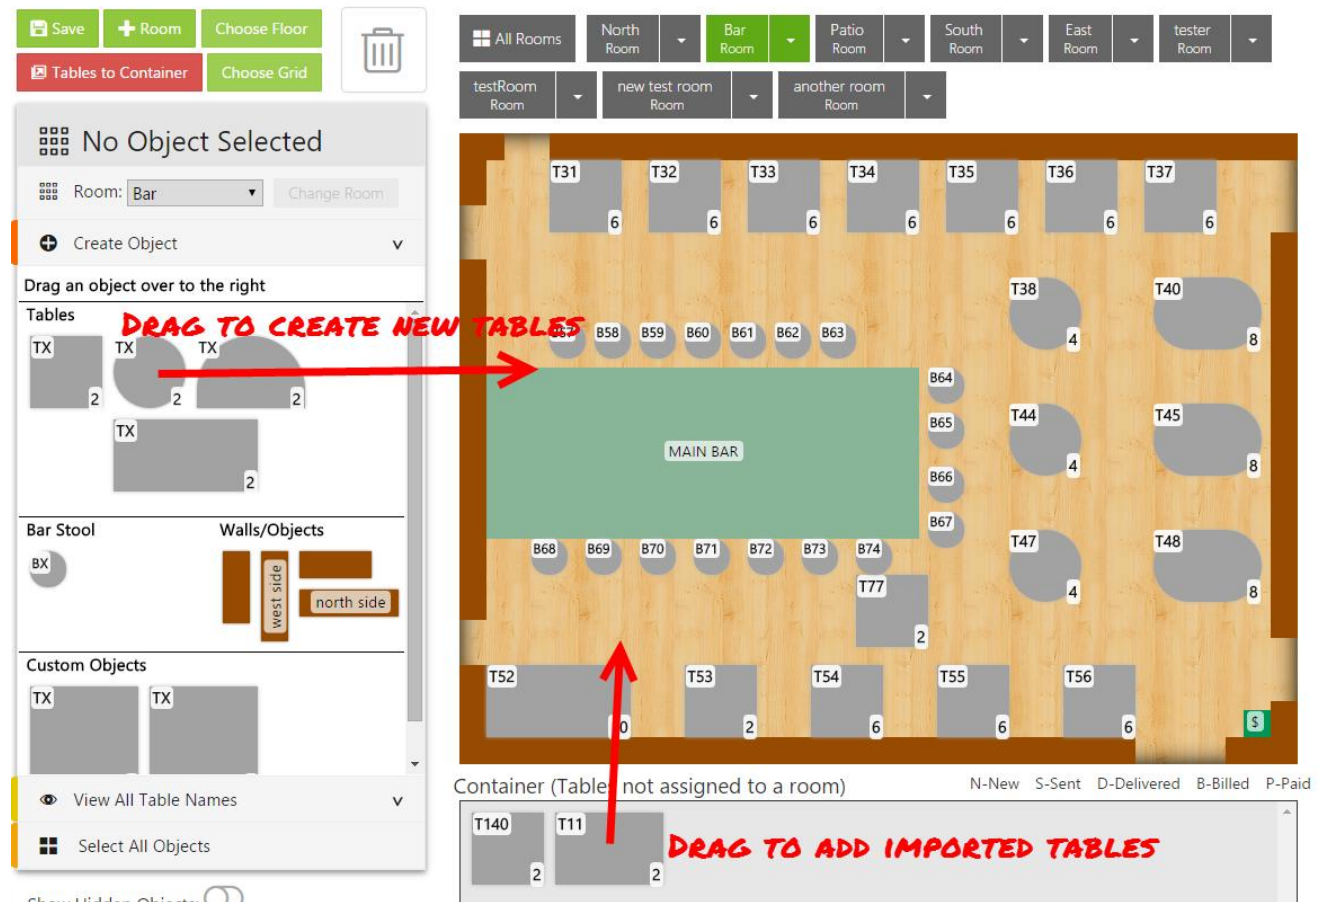 Save
Room
Choose Floor
Tables to Container
Choose Grid
No Object Selected
Room: Bar
Change Room
Create Object
v
Drag an object over to the right
Tables
TX 2
TX 2
TX 2
TX 2
Bar Stool
BX
Walls/Objects
west side
north side
Custom Objects
TX
TX
View All Table Names
v
Select All Objects
Show Hidden Objects:
All Rooms
North
Room
Bar
Room
Patio
Room
South
Room
East
Room
tester
Room
testRoom
Room
new test room
Room
another room
Room
DRAG TO CREATE NEW TABLES
T31 6
T32 6
T33 6
T34 6
T35 6
T36 6
T37 6
T38 4
T40 8
B58 B59 B60 B61 B62 B63
B64
B65
B66
B67
MAIN BAR
T44 4
T45 8
B68 B69 B70 B71 B72 B73 B74
T47 4
T48 8
T77 2
T52
T53 2
T54 6
T55 6
T56 6
$
Container (Tables not assigned to a room)
N-New S-Sent D-Delivered B-Billed P-Paid
T140 2
T11 2
DRAG TO ADD IMPORTED TABLES